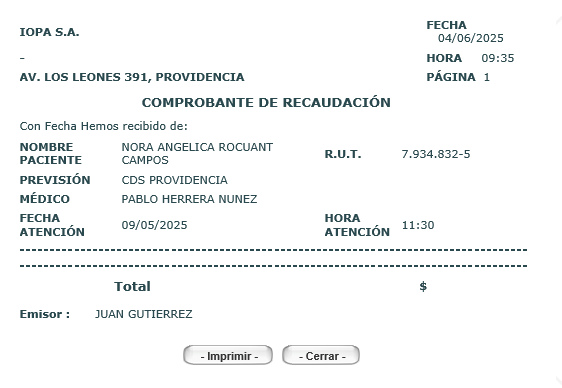 IOPA S.A.
FECHA
04/06/2025
-
HORA 09:35
AV. LOS LEONES 391, PROVIDENCIA
PÁGINA 1
COMPROBANTE DE RECAUDACIÓN
Con Fecha Hemos recibido de:
NOMBRE PACIENTE NORA ANGELICA ROCUANT CAMPOS R.U.T. 7.934.832-5
PREVISIÓN CDS PROVIDENCIA
MÉDICO PABLO HERRERA NUNEZ
FECHA ATENCIÓN 09/05/2025 HORA ATENCIÓN 11:30
Total $
Emisor : JUAN GUTIERREZ
- Imprimir - - Cerrar -